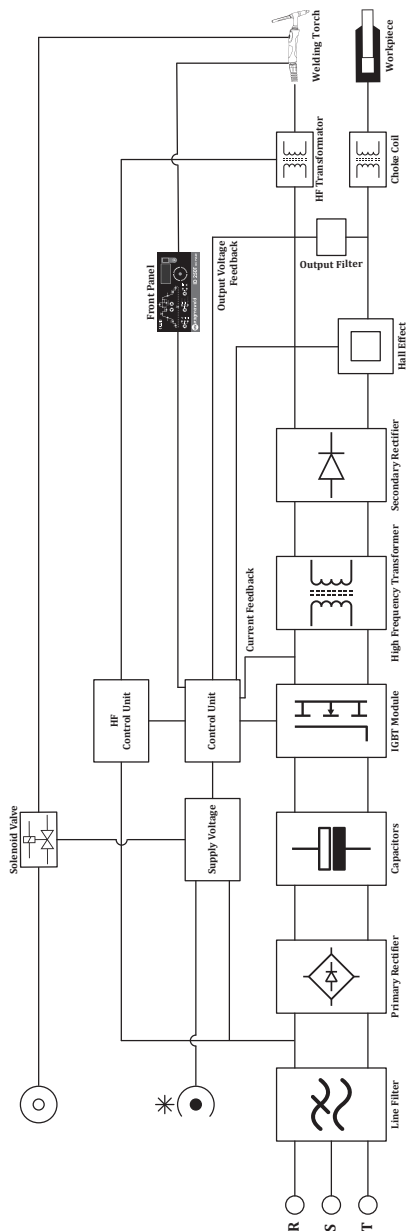 Welding Torch
Workpiece
HF Transformator
Choke Coil
Front Panel
Output Voltage
Feedback
Output Filter
Hall Effect
Secondary Rectifier
Current Feedback
High Frequency Transformer
HF
Control Unit
Control Unit
IGBT Module
Solenoid Valve
Supply Voltage
Capacitors
Primary Rectifier
Line Filter
R
S
T